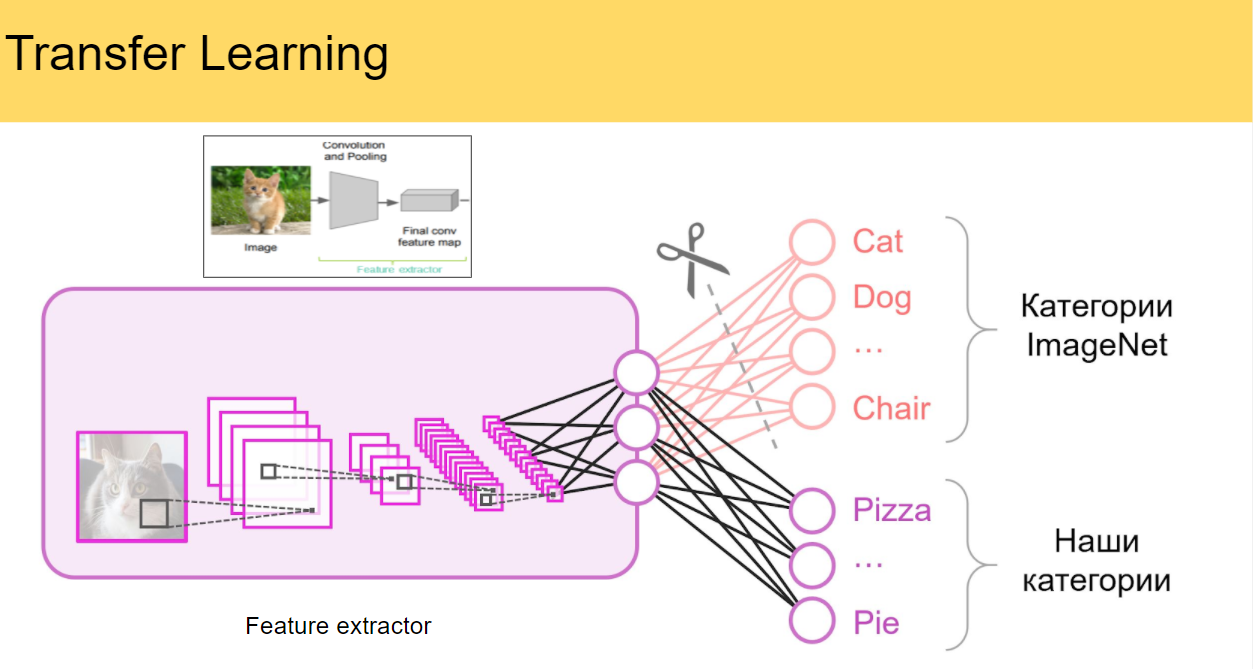 Transfer Learning
Convolution
and Pooling
Image
Final conv
feature map
Feature extractor
Cat
Dog
...
Chair
Категории
ImageNet
Pizza
...
Pie
Наши
категории
Feature extractor